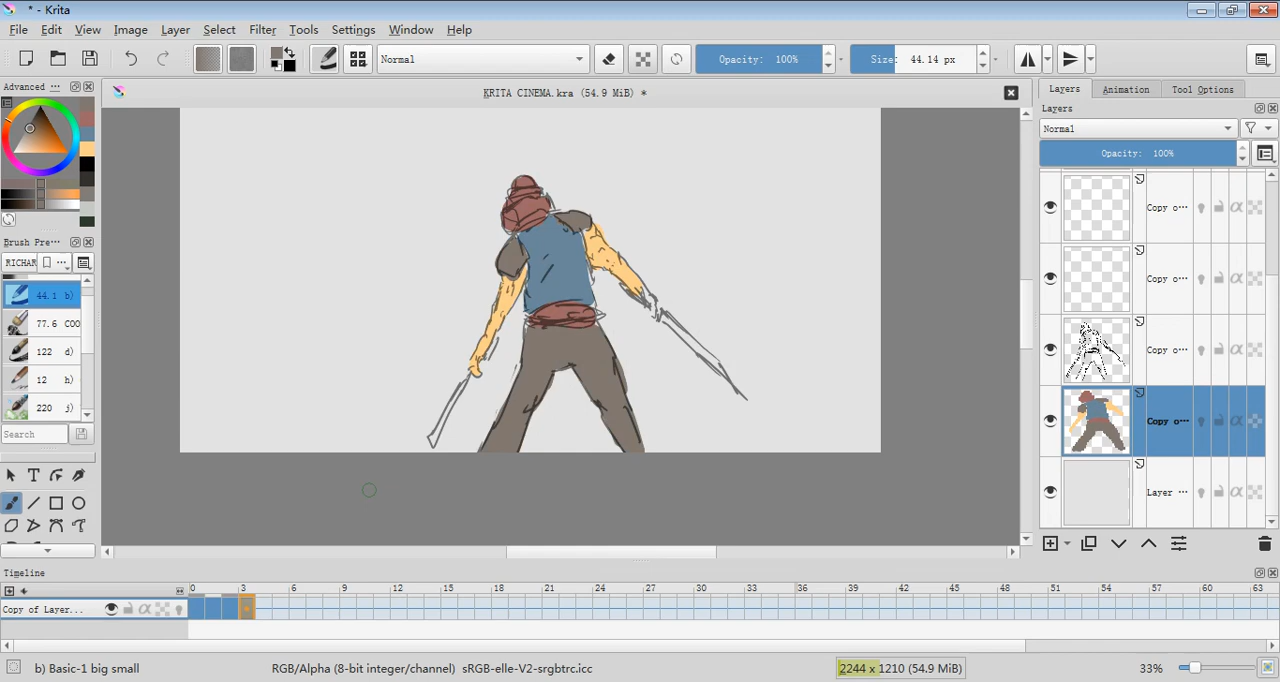 * - Krita
File Edit View Image Layer Select Filter Tools Settings Window Help
Normal Opacity: 100% Size: 44.14 px
Advanced ...
KRITA CINEMA.kra (54.9 MiB) *
Layers Animation Tool Options
Layers
Normal
Opacity: 100%
Copy o...
Copy o...
Copy o...
Copy o...
Layer ...
Brush Pre...
RICHAR ...
44.1 b)
77.6 COO
122 d)
12 h)
220 j)
Search
Timeline
0 3 6 9 12 15 18 21 24 27 30 33 36 39 42 45 48 51 54 57 60 63
Copy of Layer...
b) Basic-1 big small RGB/Alpha (8-bit integer/channel) sRGB-elle-V2-srgbtrc.icc 2244 x 1210 (54.9 MiB) 33%